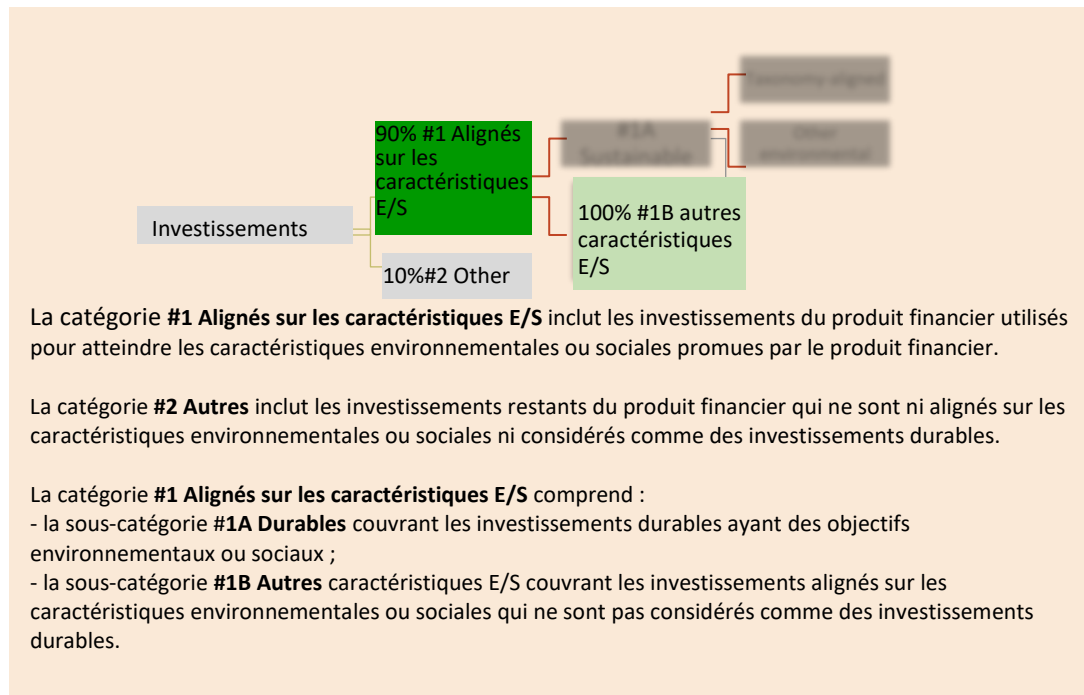 Taxonomy-aligned
90% #1 Alignés
sur les
caractéristiques
E/S
#1A
Sustainable
Other
environmental
Investissements
100% #1B autres
caractéristiques
E/S
10%#2 Other
La catégorie #1 Alignés sur les caractéristiques E/S inclut les investissements du produit financier utilisés
pour atteindre les caractéristiques environnementales ou sociales promues par le produit financier.
La catégorie #2 Autres inclut les investissements restants du produit financier qui ne sont ni alignés sur les
caractéristiques environnementales ou sociales ni considérés comme des investissements durables.
La catégorie #1 Alignés sur les caractéristiques E/S comprend :
- la sous-catégorie #1A Durables couvrant les investissements durables ayant des objectifs
environnementaux ou sociaux ;
- la sous-catégorie #1B Autres caractéristiques E/S couvrant les investissements alignés sur les
caractéristiques environnementales ou sociales qui ne sont pas considérés comme des investissements
durables.